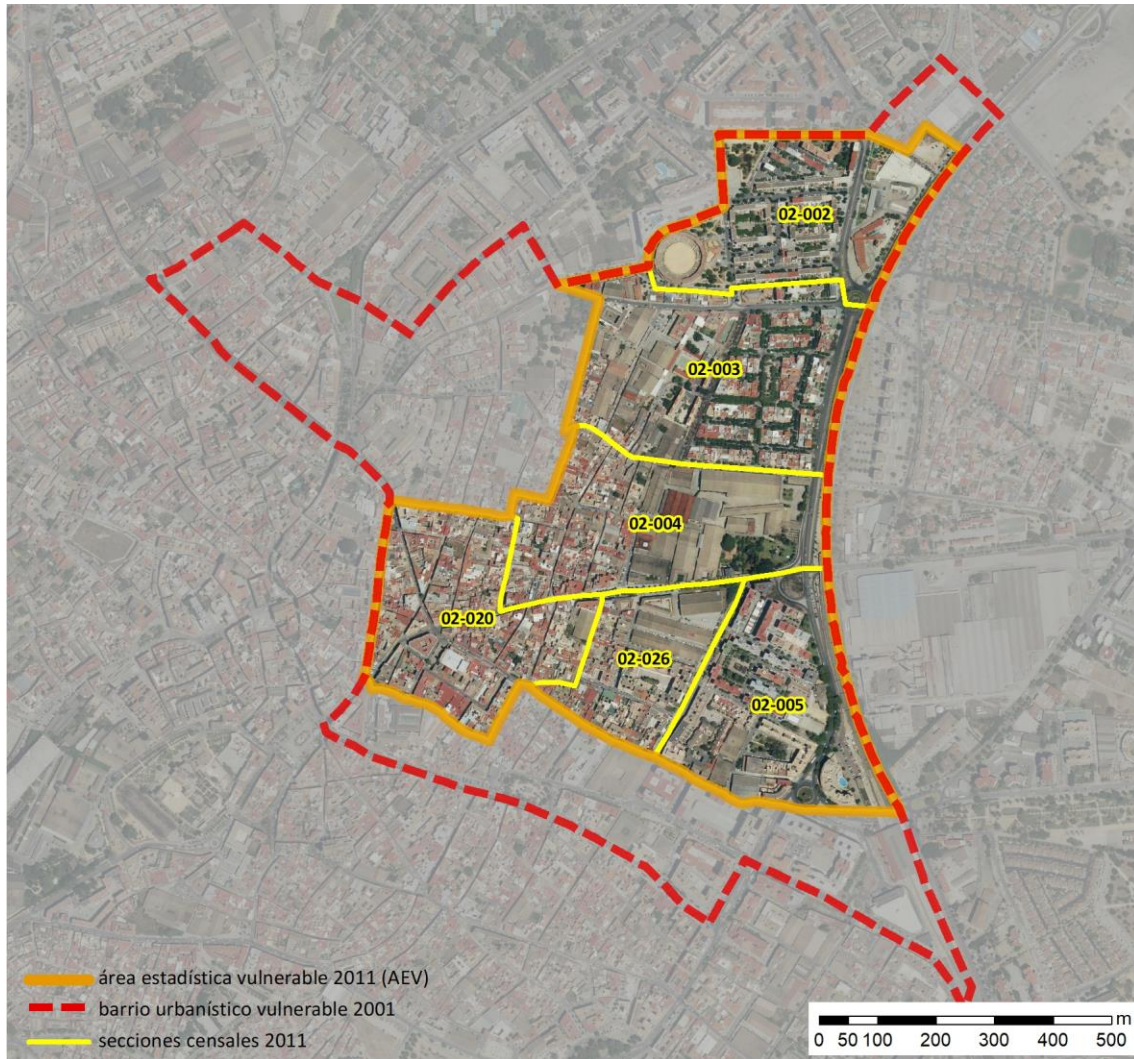 02-002
02-003
02-004
02-020
02-026
02-005
área estadística vulnerable 2011 (AEV)
barrio urbanístico vulnerable 2001
secciones censales 2011
m
0 50 100 200 300 400 500